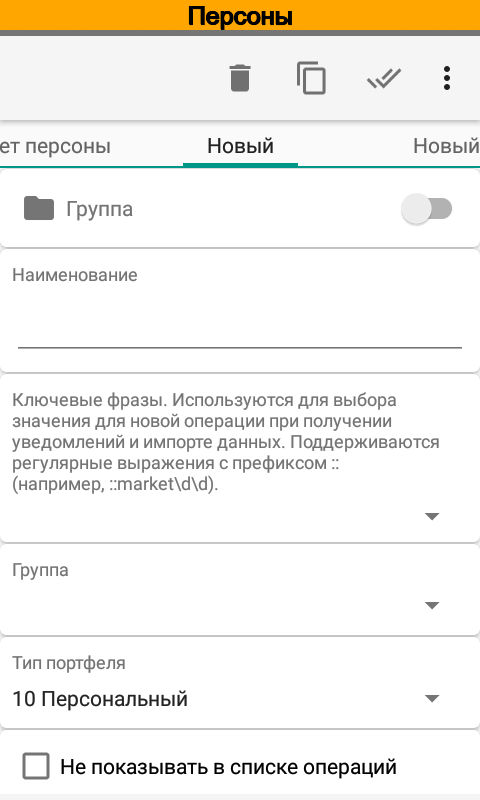 Персоны
ет персоны Новый Новый
Группа
Наименование
Ключевые фразы. Используются для выбора
значения для новой операции при получении
уведомлений и импорте данных. Поддерживаются
регулярные выражения с префиксом ::
(например, ::market\d\d).
Группа
Тип портфеля
10 Персональный
Не показывать в списке операций